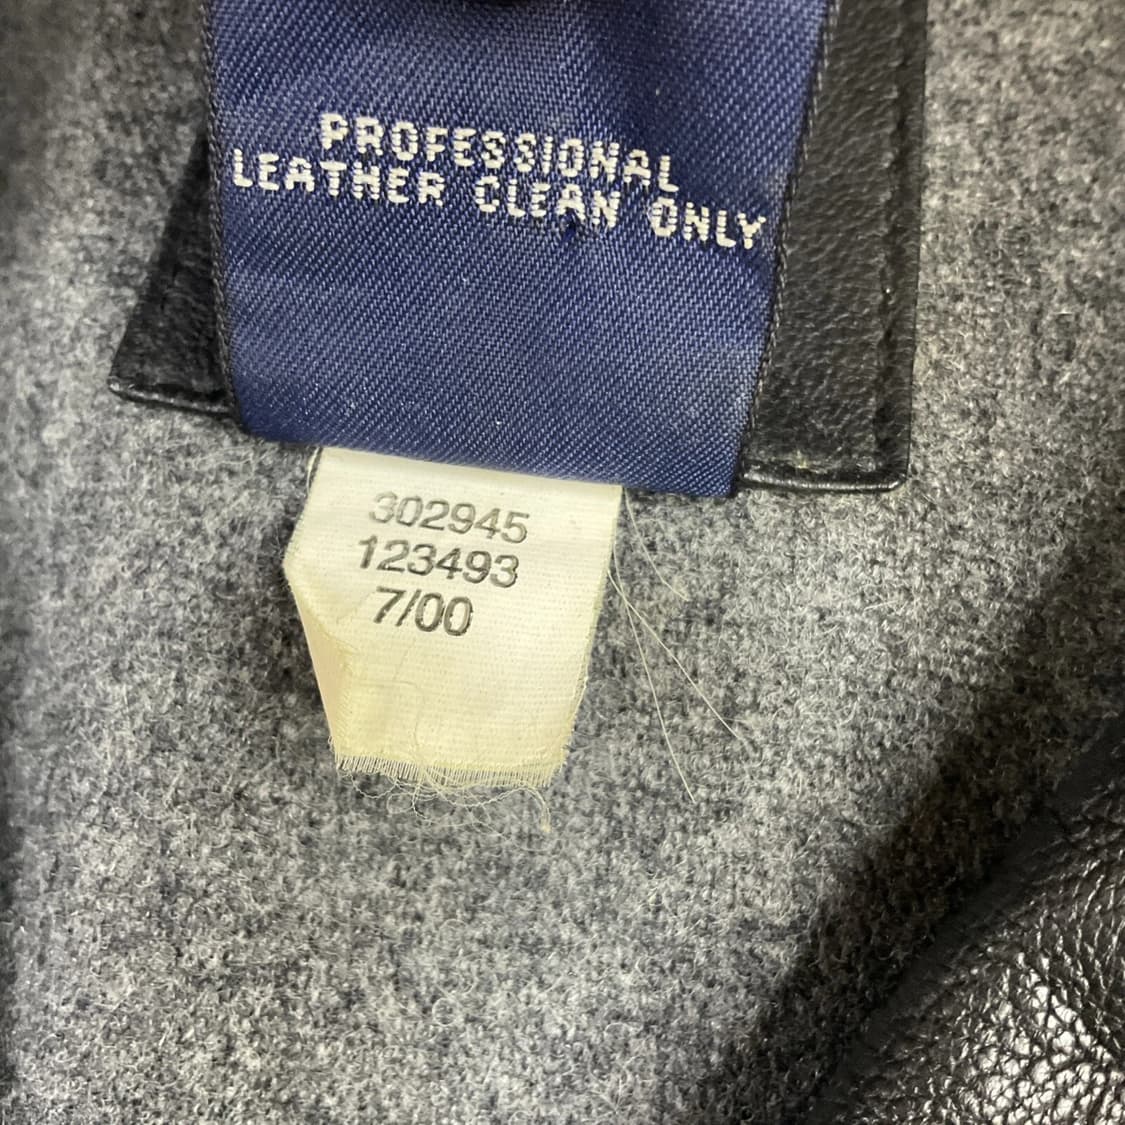 PROFESSIONAL
LEATHER CLEAN ONLY
302945
123493
7/00